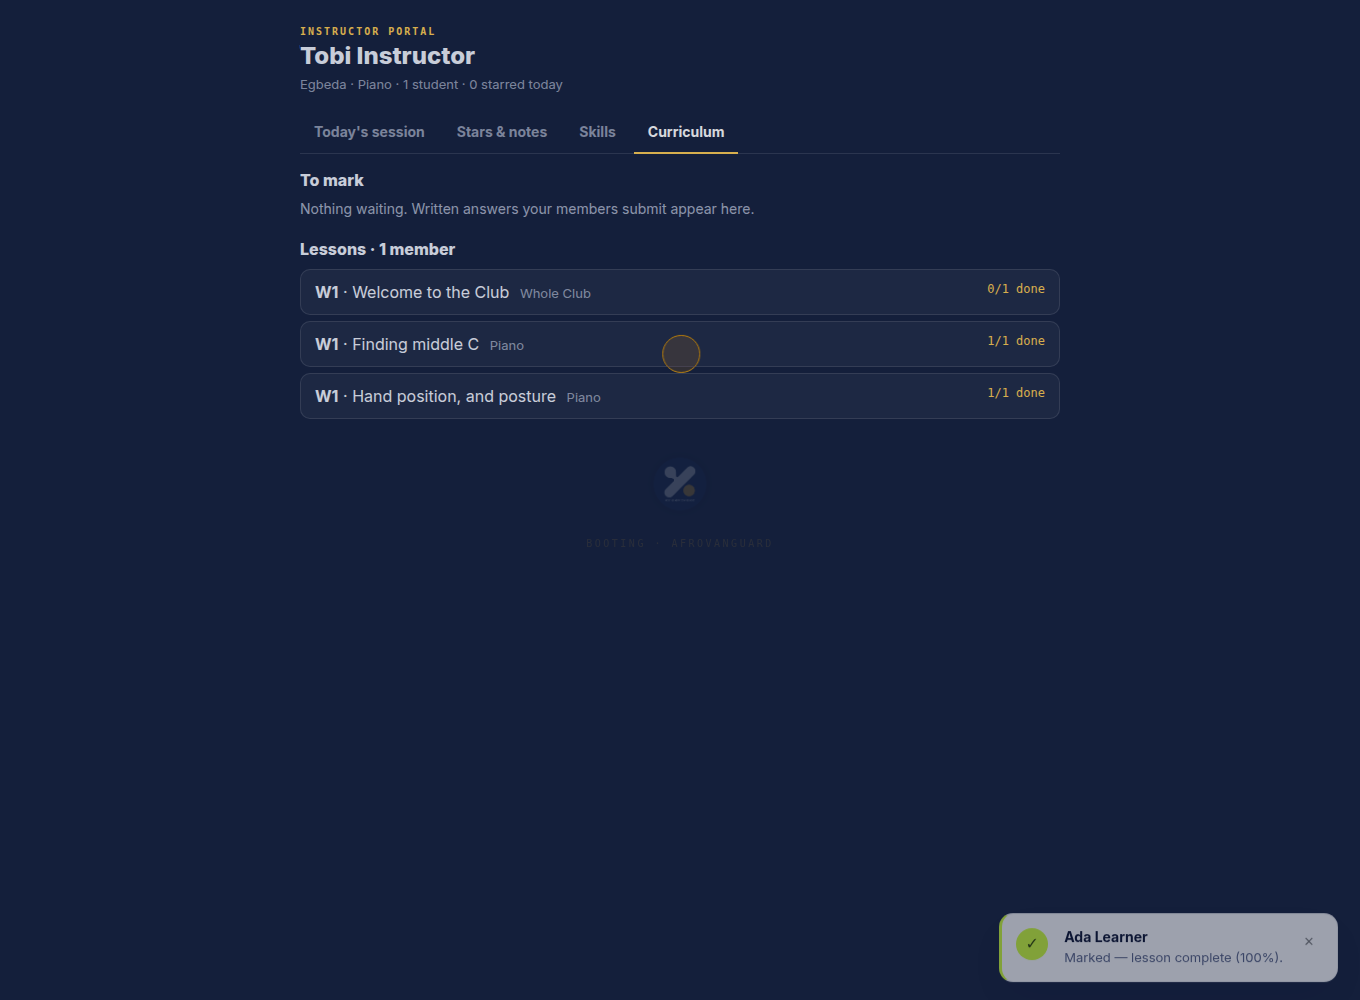 INSTRUCTOR PORTAL
Tobi Instructor
Egbeda · Piano · 1 student · 0 starred today
Today's session Stars & notes Skills Curriculum
To mark
Nothing waiting. Written answers your members submit appear here.
Lessons · 1 member
W1 · Welcome to the Club Whole Club 0/1 done
W1 · Finding middle C Piano 1/1 done
W1 · Hand position, and posture Piano 1/1 done
BOOTING · AFROVANGUARD
Ada Learner
Marked — lesson complete (100%).